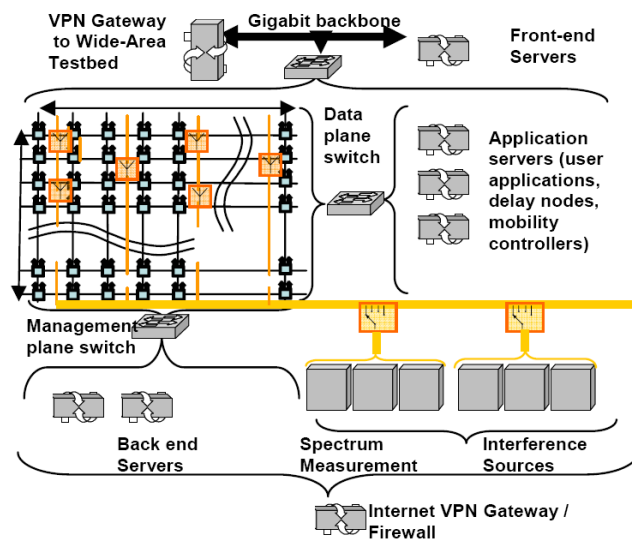 VPN Gateway
to Wide-Area
Testbed
Gigabit backbone
Front-end
Servers
Data
plane
switch
Application
servers (user
applications,
delay nodes,
mobility
controllers)
Management
plane switch
Back end
Servers
Spectrum
Measurement
Interference
Sources
Internet VPN Gateway /
Firewall